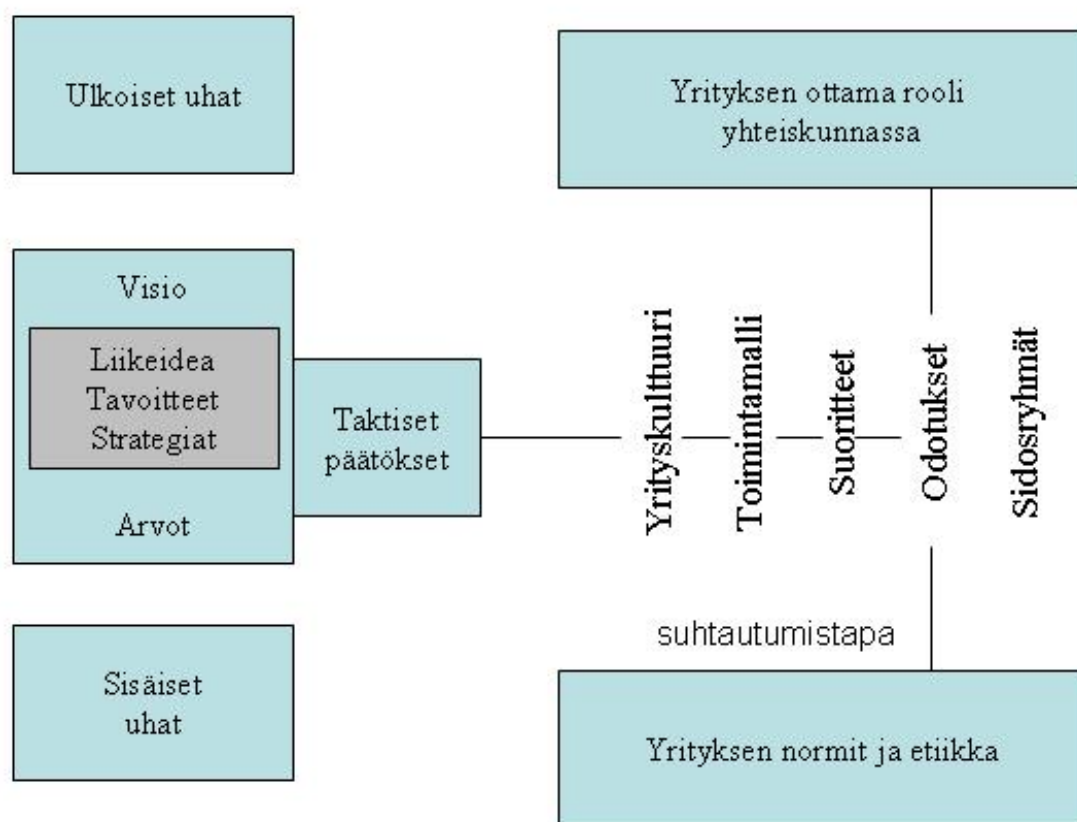 Ulkoiset uhat
Yrityksen ottama rooli
yhteiskunnassa
Visio
Liikeidea
Tavoitteet
Strategiat
Arvot
Taktiset
päätökset
Yrityskulttuuri
Toimintamalli
Suoritteet
Odotukset
Sidosryhmät
suhtautumistapa
Sisäiset
uhat
Yrityksen normit ja etiikka